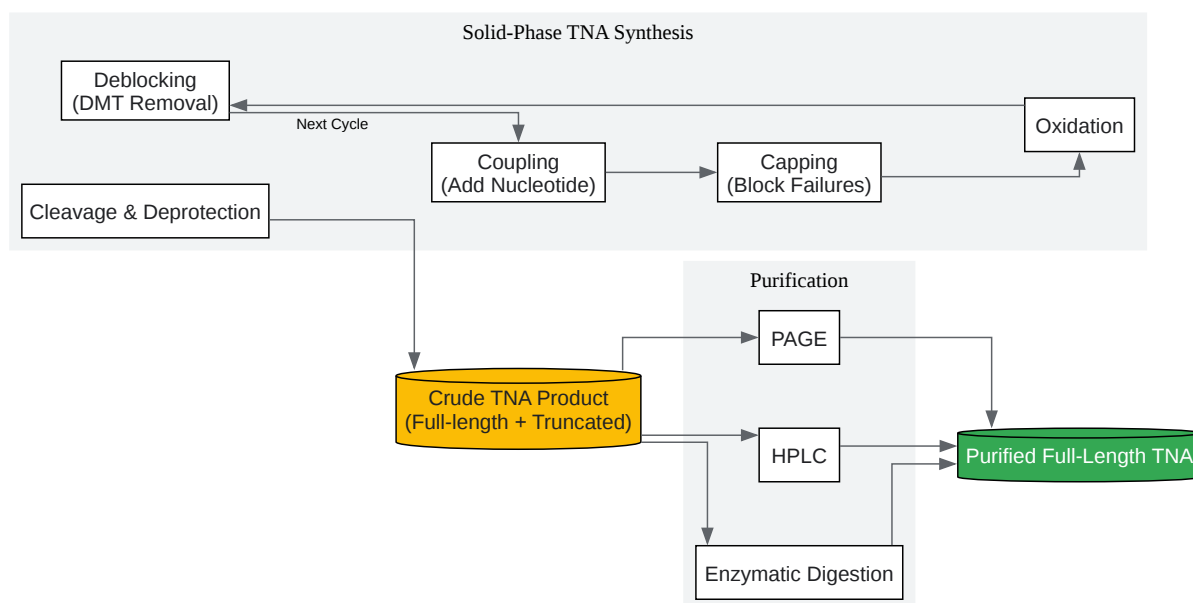 Solid-Phase TNA Synthesis
Deblocking
(DMT Removal)
Next Cycle
Oxidation
Coupling
(Add Nucleotide)
Capping
(Block Failures)
Cleavage & Deprotection
Purification
PAGE
Crude TNA Product
(Full-length + Truncated)
HPLC
Purified Full-Length TNA
Enzymatic Digestion